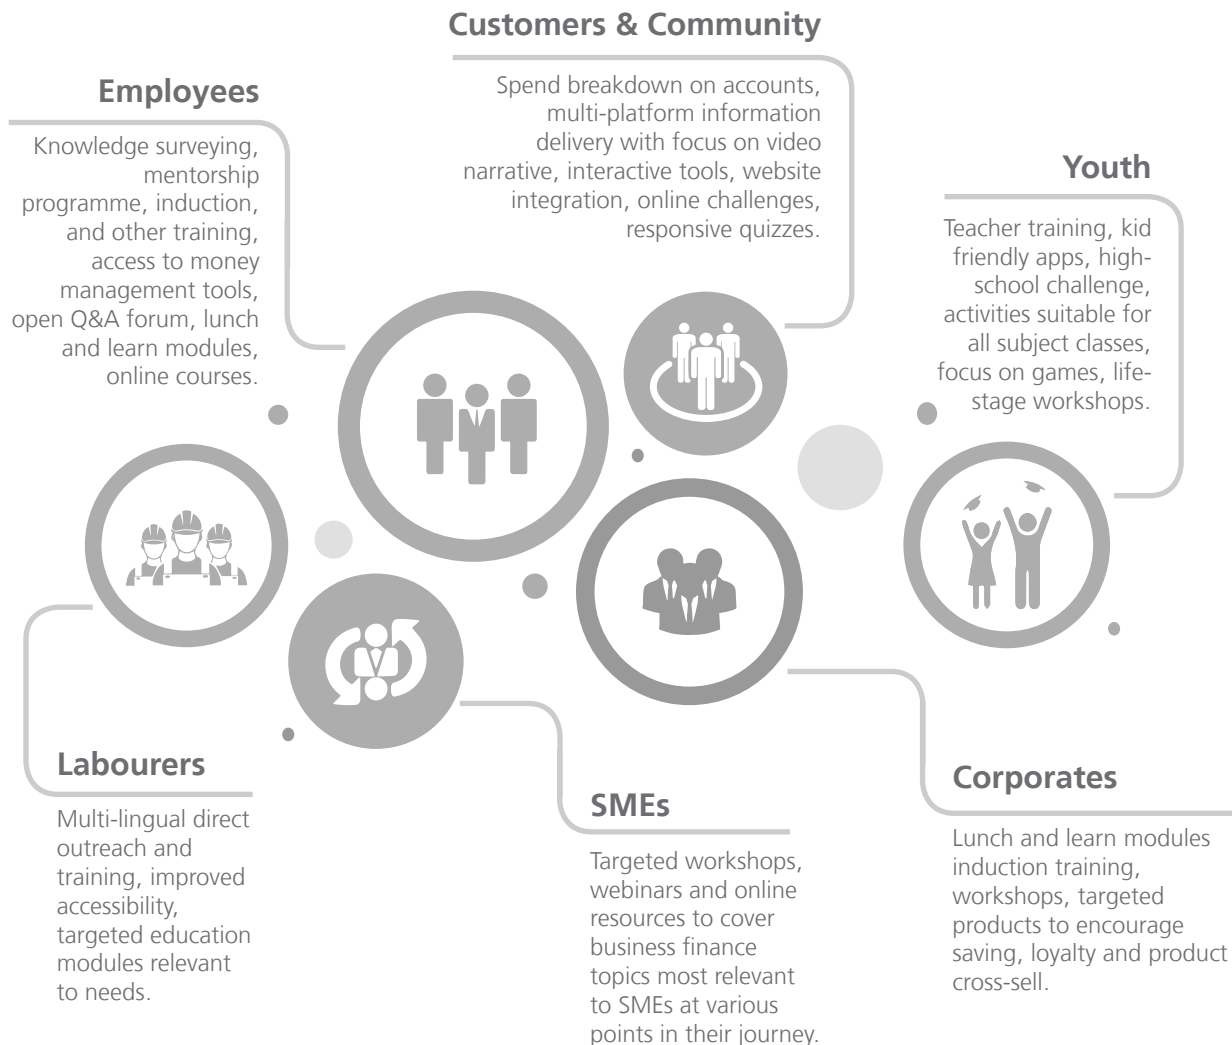 Customers & Community
Spend breakdown on accounts,
multi-platform information
delivery with focus on video
narrative, interactive tools, website
integration, online challenges,
responsive quizzes.
Employees
Knowledge surveying,
mentorship
programme, induction,
and other training,
access to money
management tools,
open Q&A forum, lunch
and learn modules,
online courses.
Youth
Teacher training, kid
friendly apps, high-
school challenge,
activities suitable for
all subject classes,
focus on games, life-
stage workshops.
Labourers
Multi-lingual direct
outreach and
training, improved
accessibility,
targeted education
modules relevant
to needs.
SMEs
Targeted workshops,
webinars and online
resources to cover
business finance
topics most relevant
to SMEs at various
points in their journey.
Corporates
Lunch and learn modules
induction training,
workshops, targeted
products to encourage
saving, loyalty and product
cross-sell.